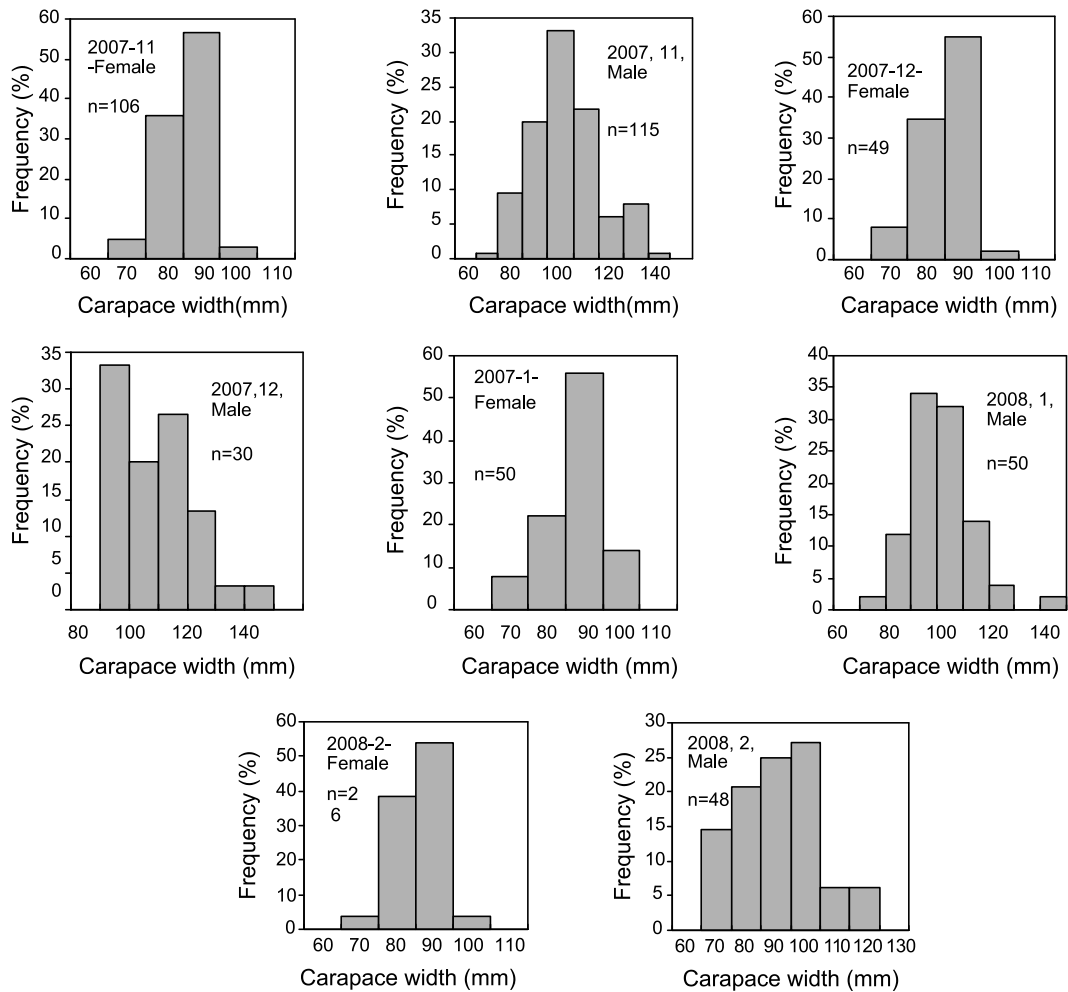 60
50
40
30
20
10
0
Frequency (%)
2007-11
-Female
n=106
60 70 80 90 100 110
Carapace width(mm)
35
30
25
20
15
10
5
0
Frequency (%)
2007, 11,
Male
n=115
60 80 100 120 140
Carapace width(mm)
60
50
40
30
20
10
0
Frequency (%)
2007-12-
Female
n=49
60 70 80 90 100 110
Carapace width (mm)
35
30
25
20
15
10
5
0
Frequency (%)
2007,12,
Male
n=30
80 100 120 140
Carapace width (mm)
60
50
40
30
20
10
0
Frequency (%)
2007-1-
Female
n=50
60 70 80 90 100 110
Carapace width (mm)
40
35
30
25
20
15
10
5
0
Frequency (%)
2008, 1,
Male
n=50
60 80 100 120 140
Carapace width (mm)
60
50
40
30
20
10
0
Frequency (%)
2008-2-
Female
n=2
6
60 70 80 90 100 110
Carapace width (mm)
30
25
20
15
10
5
0
Frequency (%)
2008, 2,
Male
n=48
60 70 80 90 100 110 120 130
Carapace width (mm)